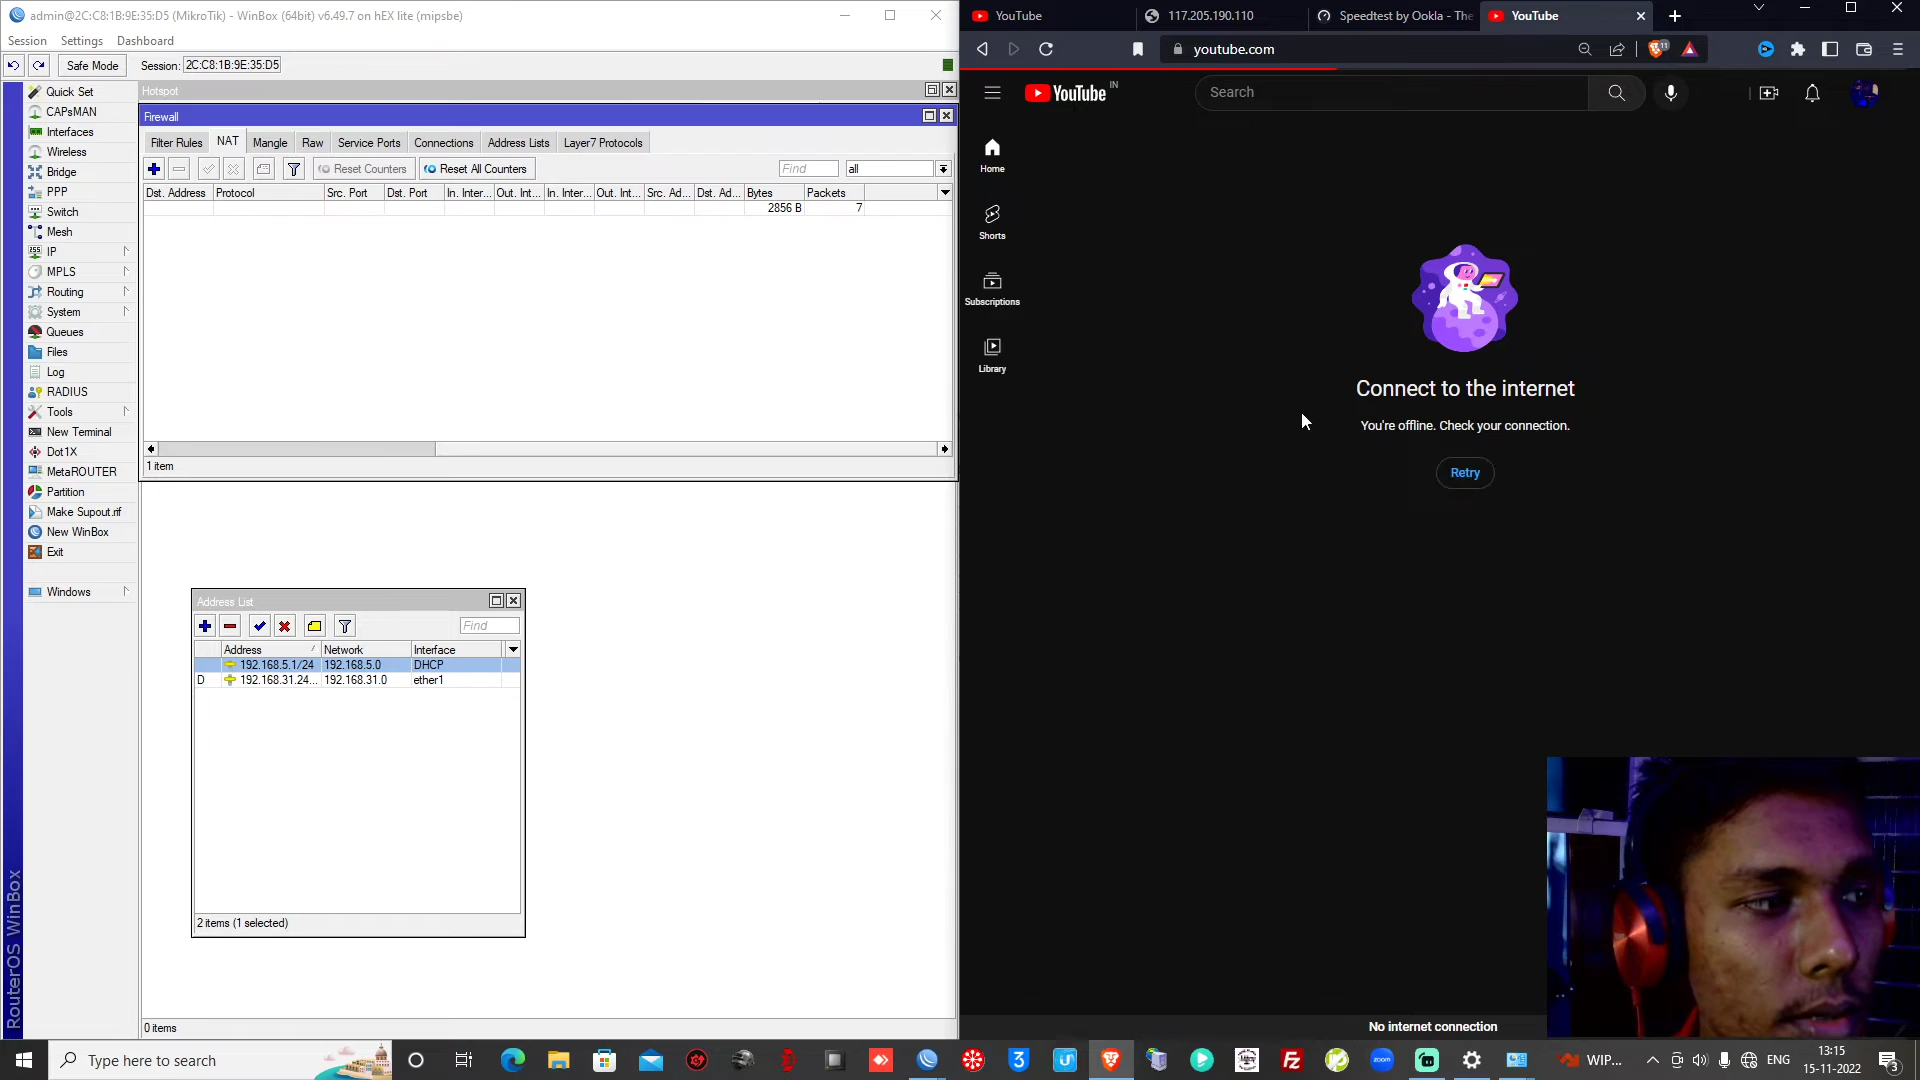 admin@2C:C8:1B:9E:35:D5 (MikroTik) - WinBox (64bit) v6.49.7 on hEX lite (mipsbe)
Session Settings Dashboard
Safe Mode Session: 2C:C8:1B:9E:35:D5
Quick Set
CAPsMAN
Interfaces
Wireless
Bridge
PPP
Switch
Mesh
IP
MPLS
Routing
System
Queues
Files
Log
RADIUS
Tools
New Terminal
Dot1X
MetaROUTER
Partition
Make Supout.rif
New WinBox
Exit
Windows
RouterOS WinBox
Hotspot
Firewall
Filter Rules NAT Mangle Raw Service Ports Connections Address Lists Layer7 Protocols
Reset Counters Reset All Counters Find all
Dst. Address Protocol Src. Port Dst. Port In. Inter... Out. Int... In. Inter... Out. Int... Src. Ad... Dst. Ad... Bytes Packets
2856 B 7
1 item
Address List
Find
Address Network Interface
192.168.5.1/24 192.168.5.0 DHCP
D 192.168.31.24... 192.168.31.0 ether1
2 items (1 selected)
0 items
YouTube 117.205.190.110 Speedtest by Ookla - The YouTube
youtube.com 11
YouTube IN Search
Home
Shorts
Subscriptions
Library
Connect to the internet
You're offline. Check your connection.
Retry
No internet connection
Type here to search
zoom
WIP... ENG 13:15
15-11-2022
3